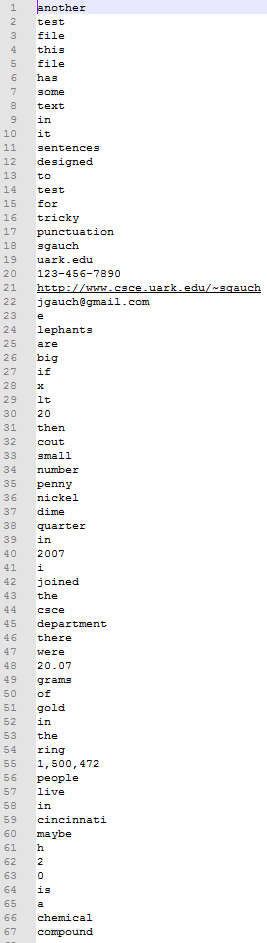 1 another
2 test
3 file
4 this
5 file
6 has
7 some
8 text
9 in
10 it
11 sentences
12 designed
13 to
14 test
15 for
16 tricky
17 punctuation
18 sgauch
19 uark.edu
20 123-456-7890
21 http://www.csce.uark.edu/~sgauch
22 jgauch@gmail.com
23 e
24 lephants
25 are
26 big
27 if
28 x
29 lt
30 20
31 then
32 cout
33 small
34 number
35 penny
36 nickel
37 dime
38 quarter
39 in
40 2007
41 i
42 joined
43 the
44 csce
45 department
46 there
47 were
48 20.07
49 grams
50 of
51 gold
52 in
53 the
54 ring
55 1,500,472
56 people
57 live
58 in
59 cincinnati
60 maybe
61 h
62 2
63 0
64 is
65 a
66 chemical
67 compound